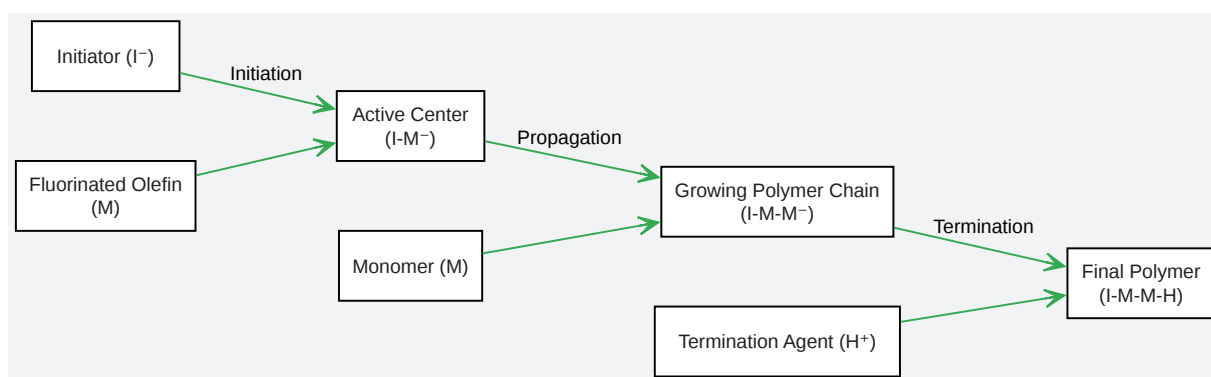 Initiator (I⁻)
Initiation
Active Center
(I-M⁻)
Fluorinated Olefin
(M)
Propagation
Growing Polymer Chain
(I-M-M⁻)
Monomer (M)
Termination
Final Polymer
(I-M-M-H)
Termination Agent (H⁺)